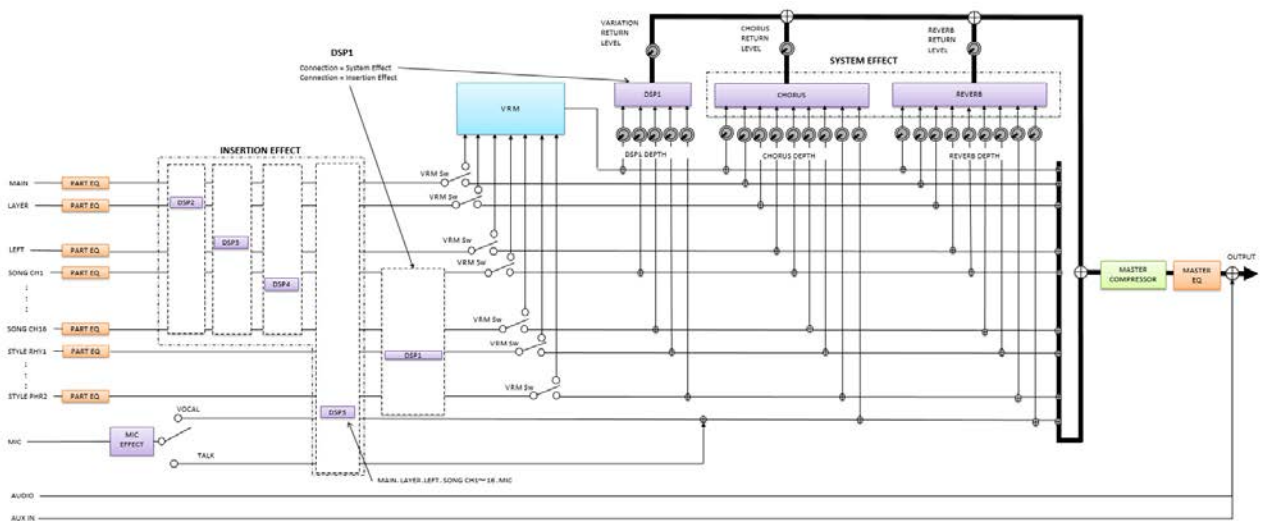 VARIATION
RETURN
LEVEL
CHORUS
RETURN
LEVEL
REVERB
RETURN
LEVEL
SYSTEM EFFECT
DSP1
Connection = System Effect
Connection = Insertion Effect
VRM
DSP1
CHORUS
REVERB
DSP1 DEPTH
CHORUS DEPTH
REVERB DEPTH
INSERTION EFFECT
MAIN
PART EQ
VRM Sw
LAYER
PART EQ
DSP2
VRM Sw
LEFT
PART EQ
DSP3
VRM Sw
SONG CH1
PART EQ
DSP4
VRM Sw
SONG CH16
PART EQ
VRM Sw
STYLE RHY1
PART EQ
DSP1
VRM Sw
STYLE PHR2
PART EQ
VRM Sw
MASTER
COMPRESSOR
MASTER
EQ
OUTPUT
VOCAL
DSP5
MIC
MIC
EFFECT
TALK
MAIN, LAYER, LEFT, SONG CH1~16, MIC
AUDIO
AUX IN